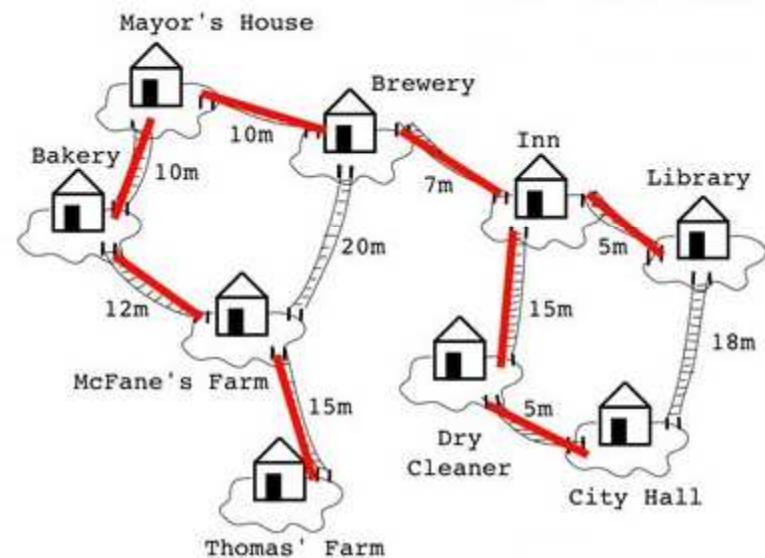 Mayor's House
Brewery
10m
Bakery
10m
Inn
7m
Library
5m
20m
12m
15m
18m
McFane's Farm
15m
5m
Dry
Cleaner
City Hall
Thomas' Farm